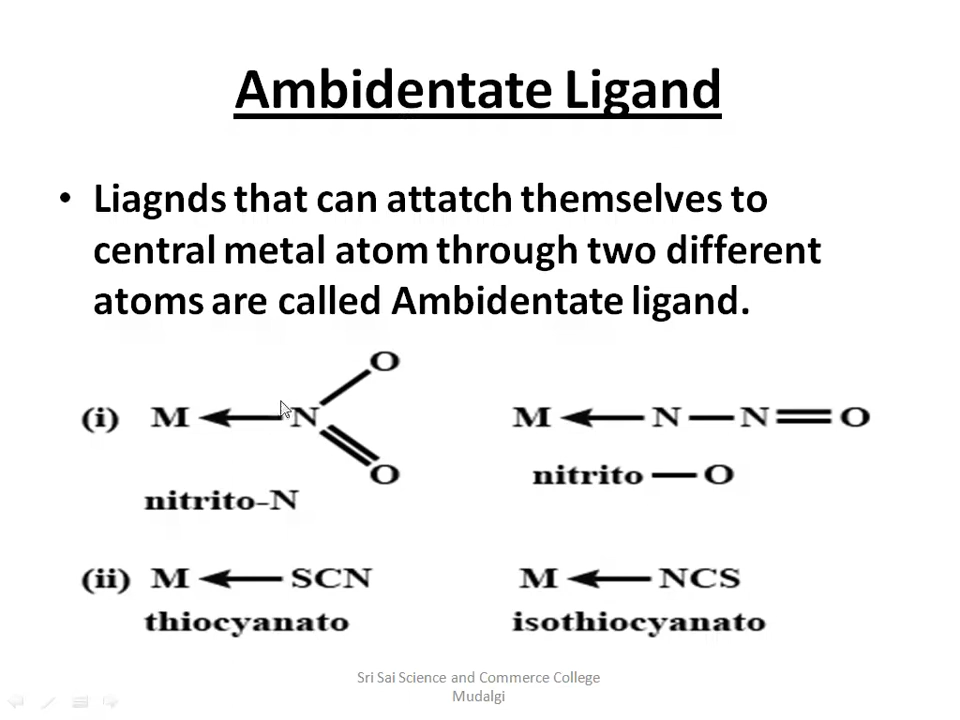 Ambidentate Ligand
• Liagnds that can attatch themselves to
central metal atom through two different
atoms are called Ambidentate ligand.
O
(i) M ← N M ← N — N = O
O
nitrito — O
nitrito-N
(ii) M ← SCN M ← NCS
thiocyanato isothiocyanato
Sri Sai Science and Commerce College
Mudalgi